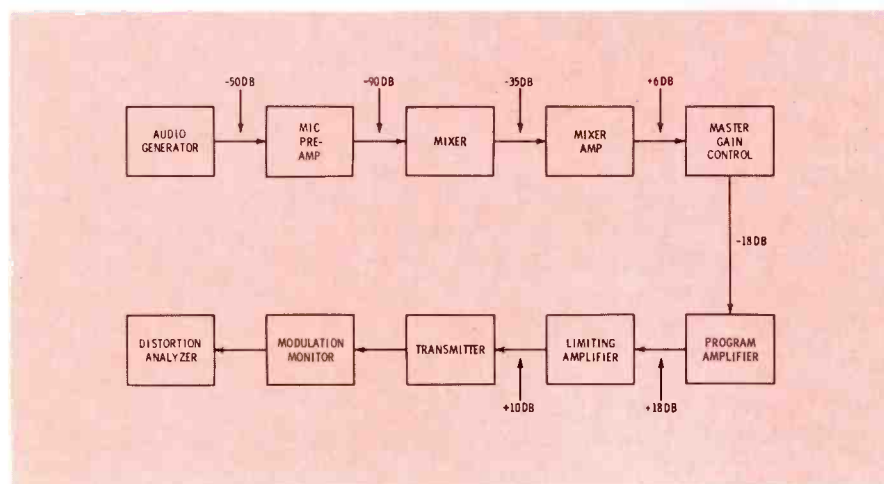 -50DB
-90DB
-35DB
+6DB
AUDIO
GENERATOR
MIC
PRE-
AMP
MIXER
MIXER
AMP
MASTER
GAIN
CONTROL
-18DB
DISTORTION
ANALYZER
MODULATION
MONITOR
TRANSMITTER
LIMITING
AMPLIFIER
PROGRAM
AMPLIFIER
+10DB
+18DB